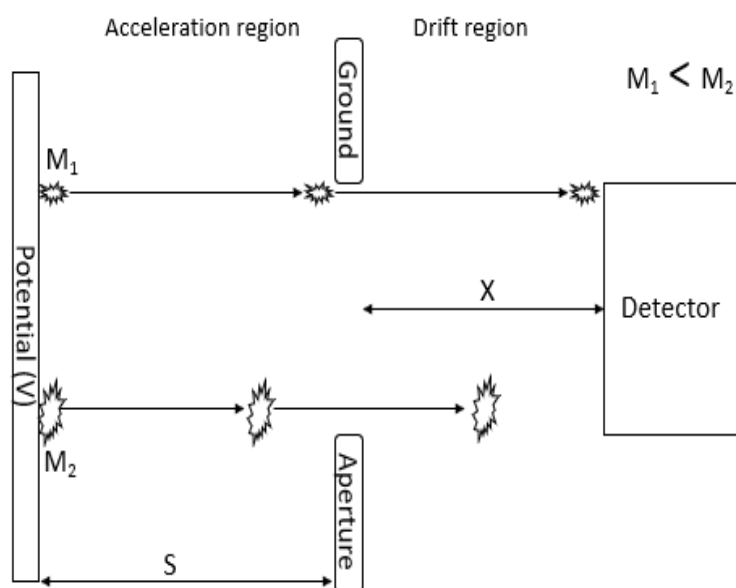 Acceleration region
Drift region
Ground
M₁ < M₂
M₁
Potential (V)
X
Detector
M₂
Aperture
S